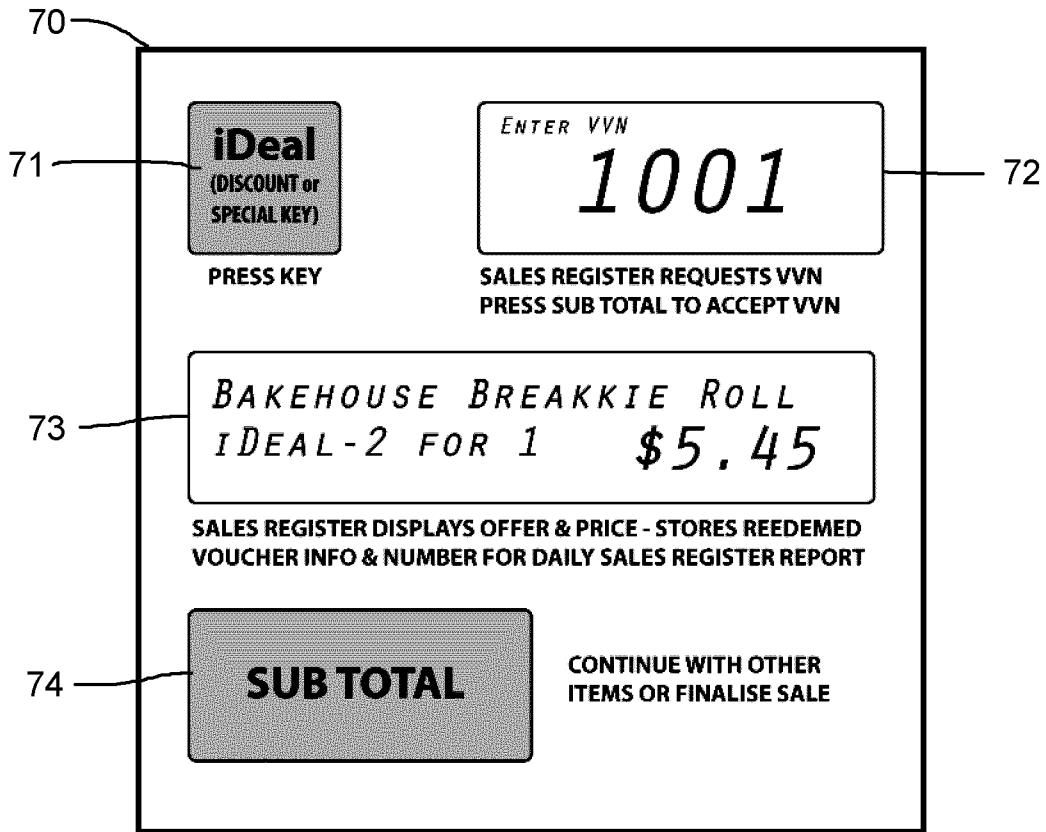 70
71
iDeal
(DISCOUNT or
SPECIAL KEY)
PRESS KEY
ENTER VVN
1001
72
SALES REGISTER REQUESTS VVN
PRESS SUB TOTAL TO ACCEPT VVN
73
BAKEHOUSE BREAKKIE ROLL
IDEAL-2 FOR 1 $5.45
SALES REGISTER DISPLAYS OFFER & PRICE - STORES REEDEMED
VOUCHER INFO & NUMBER FOR DAILY SALES REGISTER REPORT
74
SUB TOTAL
CONTINUE WITH OTHER
ITEMS OR FINALISE SALE